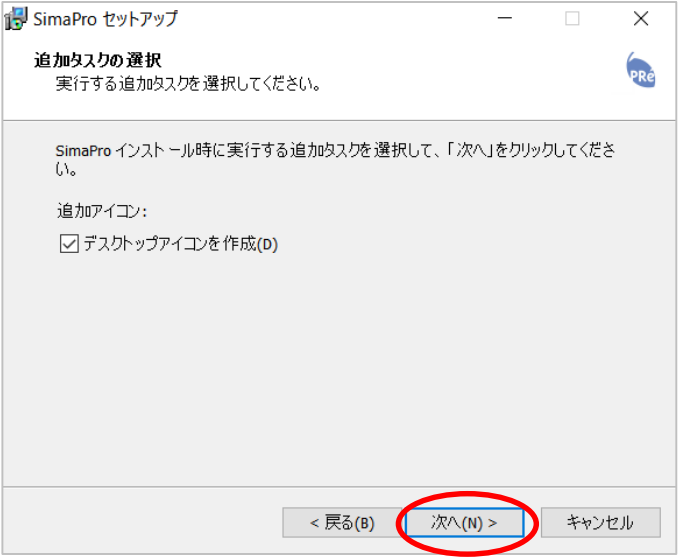 SimaPro セットアップ
追加タスクの選択
実行する追加タスクを選択してください。
PRé
SimaPro インストール時に実行する追加タスクを選択して、「次へ」をクリックしてくださ
い。
追加アイコン:
デスクトップアイコンを作成(D)
< 戻る(B)
次へ(N) >
キャンセル